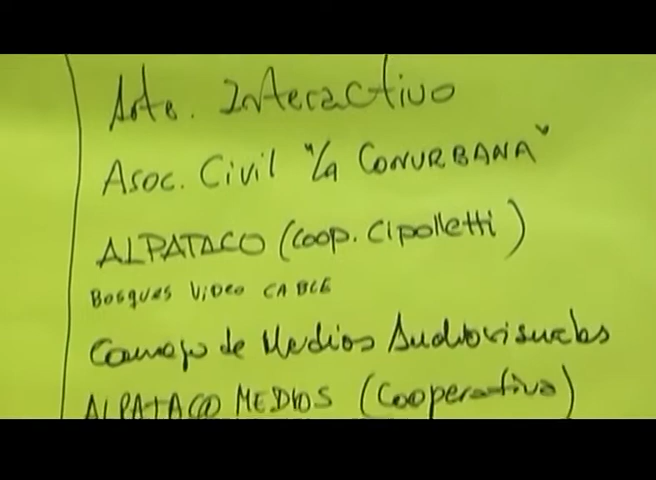 Arte. Interactivo
Asoc. Civil "La CONURBANA"
ALPATACO (Coop. Cipolletti)
BOSQUES VIDEO CABLE
Consejo de Medios Audiovisuales
ALPATACO MEDIOS (Cooperativa)